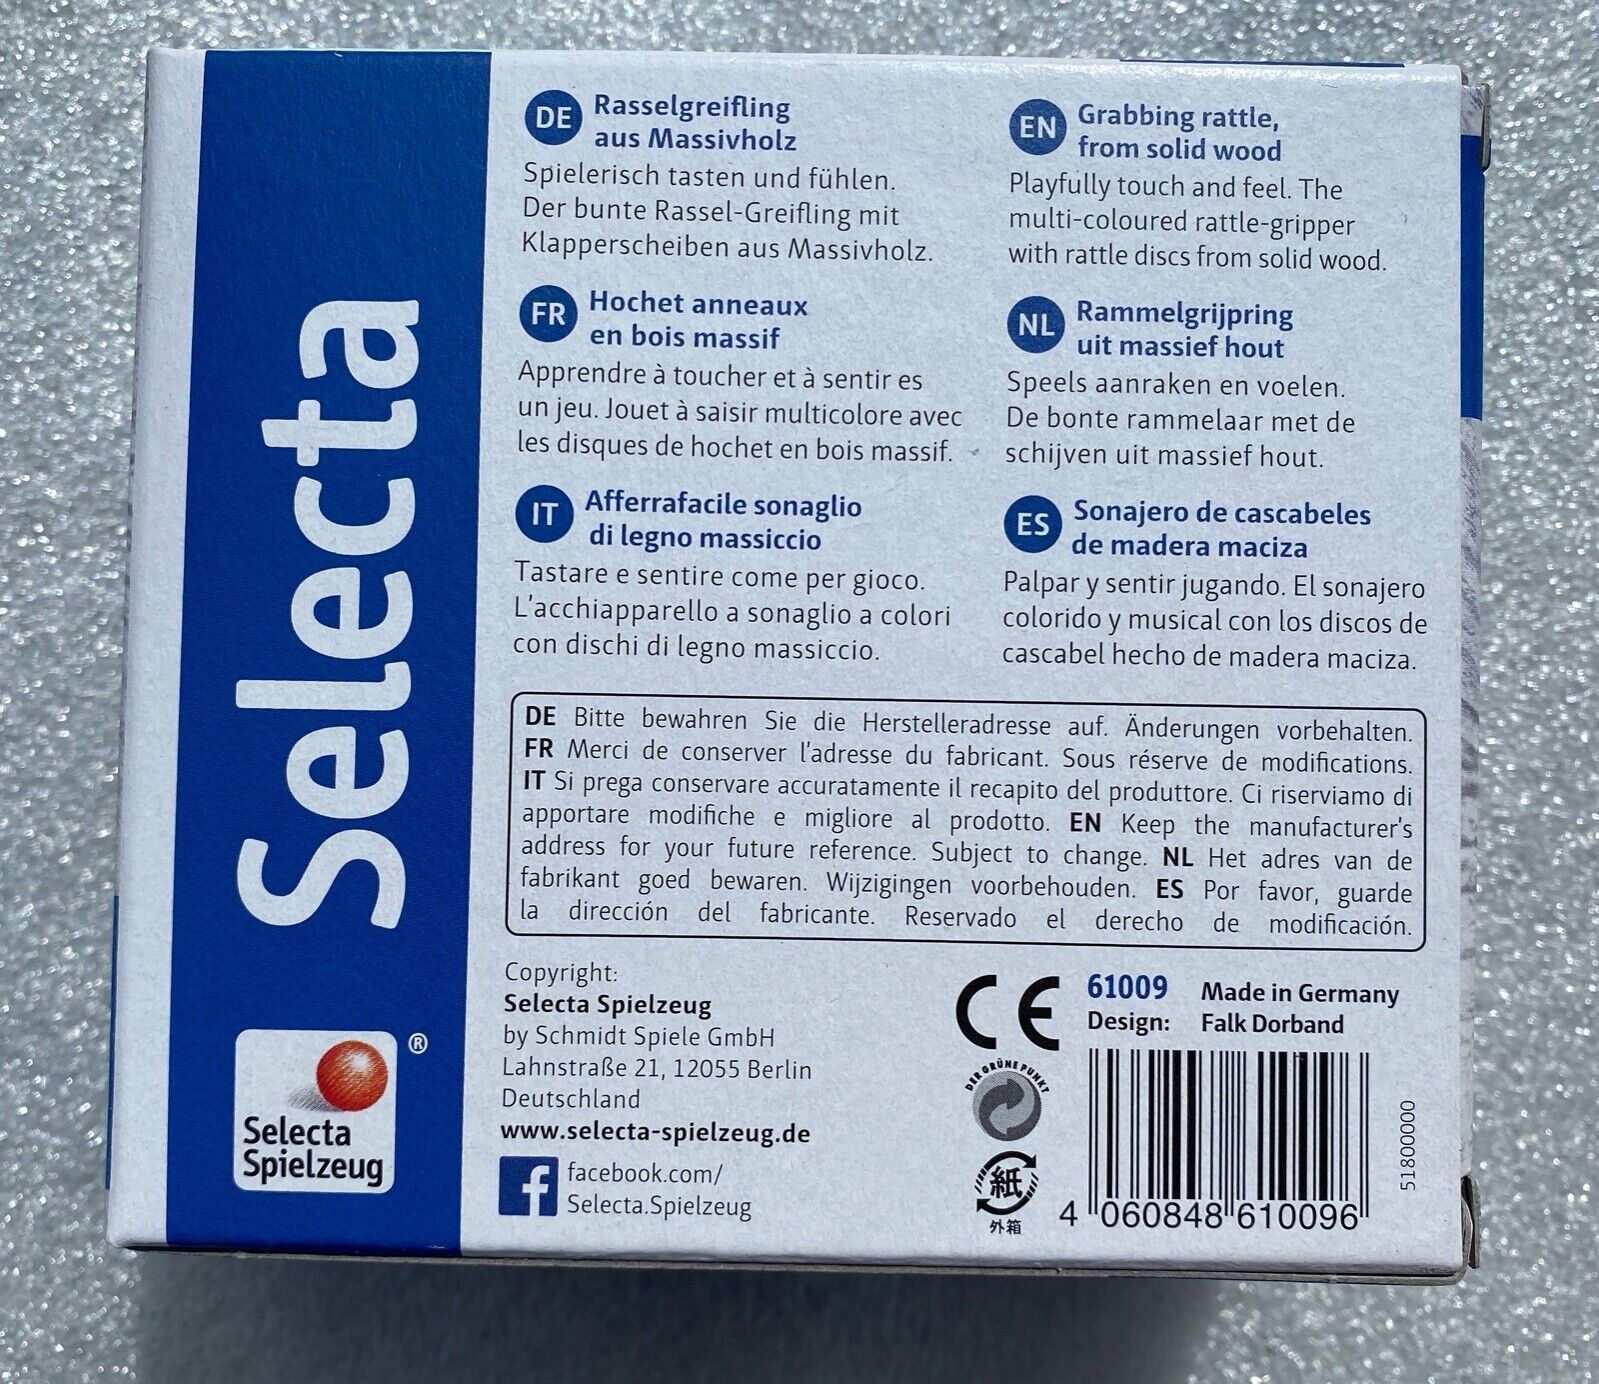 Selecta
Selecta
Spielzeug
®
DE Rasselgreifling
aus Massivholz
Spielerisch tasten und fühlen.
Der bunte Rassel-Greifling mit
Klapperscheiben aus Massivholz.
EN Grabbing rattle,
from solid wood
Playfully touch and feel. The
multi-coloured rattle-gripper
with rattle discs from solid wood.
FR Hochet anneaux
en bois massif
Apprendre à toucher et à sentir es
un jeu. Jouet à saisir multicolore avec
les disques de hochet en bois massif.
NL Rammelgrijpring
uit massief hout
Speels aanraken en voelen.
De bonte rammelaar met de
schijven uit massief hout.
IT Afferrafacile sonaglio
di legno massiccio
Tastare e sentire come per gioco.
L'acchiapparello a sonaglio a colori
con dischi di legno massiccio.
ES Sonajero de cascabeles
de madera maciza
Palpar y sentir jugando. El sonajero
colorido y musical con los discos de
cascabel hecho de madera maciza.
DE Bitte bewahren Sie die Herstelleradresse auf. Änderungen vorbehalten.
FR Merci de conserver l'adresse du fabricant. Sous réserve de modifications.
IT Si prega conservare accuratamente il recapito del produttore. Ci riserviamo di
apportare modifiche e migliore al prodotto. EN Keep the manufacturer's
address for your future reference. Subject to change. NL Het adres van de
fabrikant goed bewaren. Wijzigingen voorbehouden. ES Por favor, guarde
la dirección del fabricante. Reservado el derecho de modificación.
Copyright:
Selecta Spielzeug
by Schmidt Spiele GmbH
Lahnstraße 21, 12055 Berlin
Deutschland
www.selecta-spielzeug.de
facebook.com/
Selecta.Spielzeug
CE
DER GRÜNE PUNKT
紙
外箱
61009 Made in Germany
Design: Falk Dorband
4 060848 610096
51800000